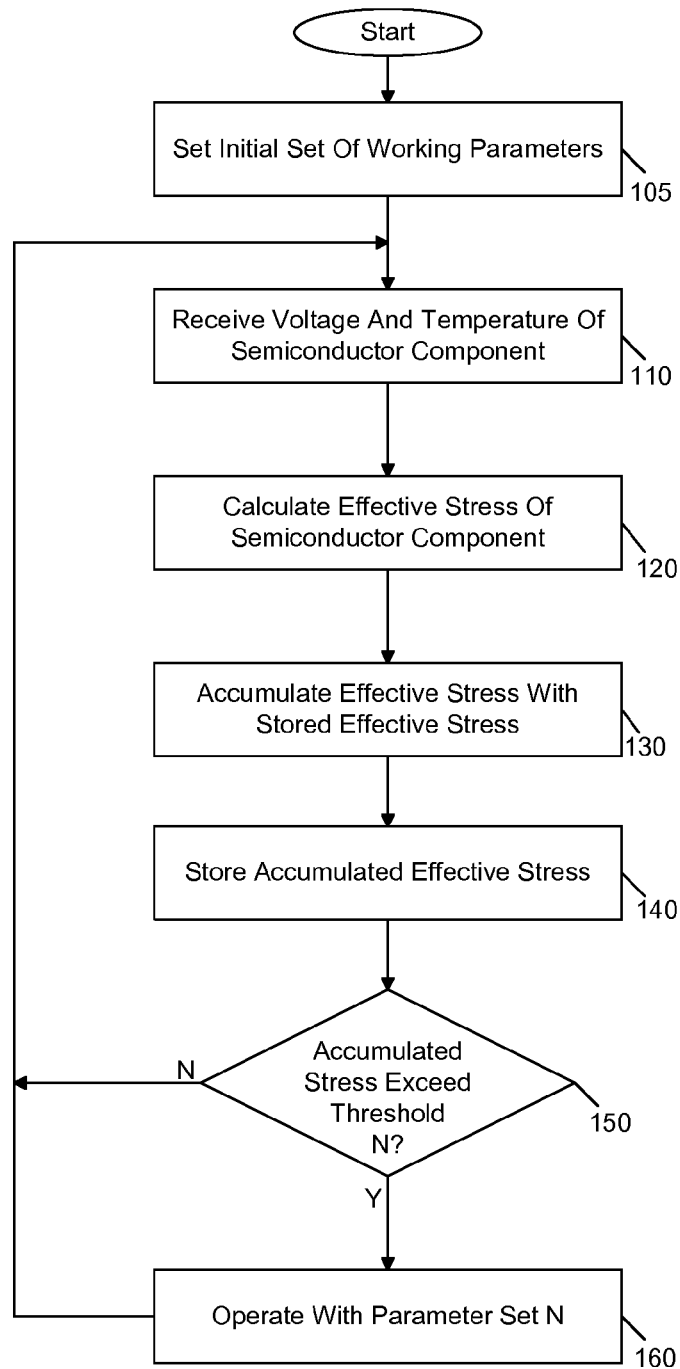 Start
Set Initial Set Of Working Parameters
105
Receive Voltage And Temperature Of
Semiconductor Component
110
Calculate Effective Stress Of
Semiconductor Component
120
Accumulate Effective Stress With
Stored Effective Stress
130
Store Accumulated Effective Stress
140
N
Accumulated
Stress Exceed
Threshold
N?
150
Y
Operate With Parameter Set N
160